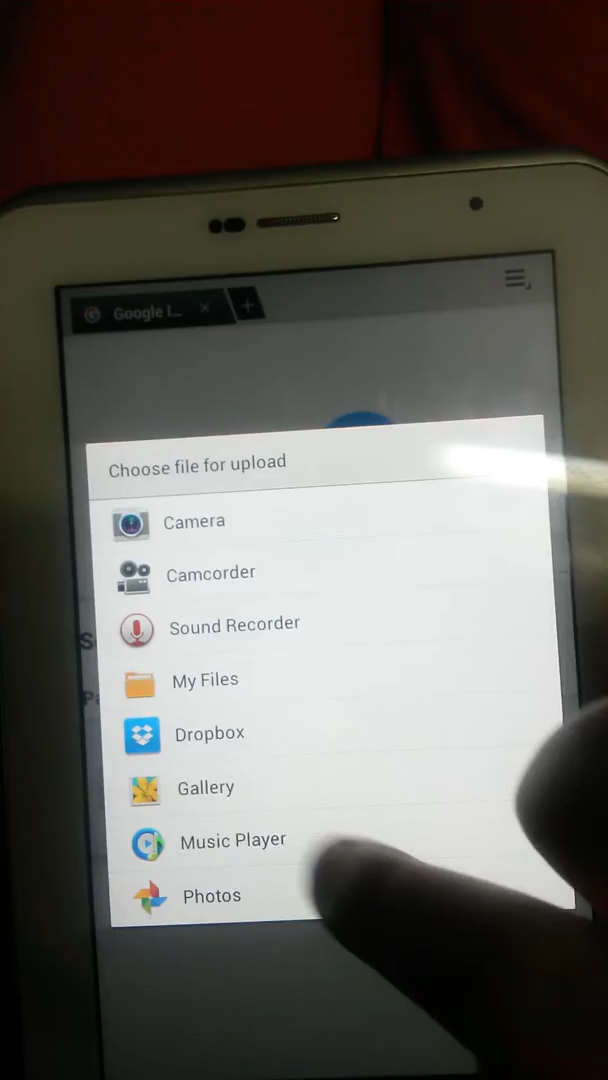 Google I...
Choose file for upload
Camera
Camcorder
Sound Recorder
My Files
Dropbox
Gallery
Music Player
Photos